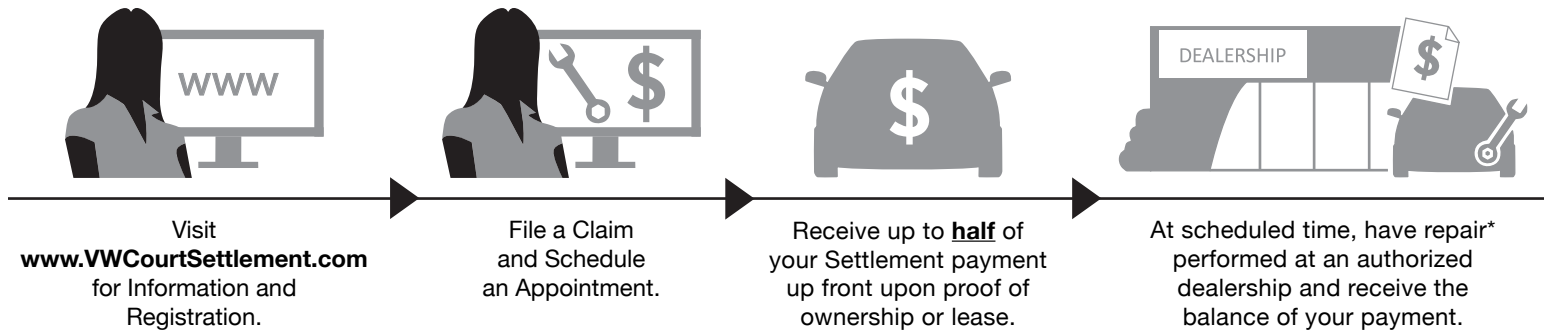 www
$
$
DEALERSHIP
$
Visit
www.VWCourtSettlement.com
for Information and
Registration.
File a Claim
and Schedule
an Appointment.
Receive up to half of
your Settlement payment
up front upon proof of
ownership or lease.
At scheduled time, have repair*
performed at an authorized
dealership and receive the
balance of your payment.